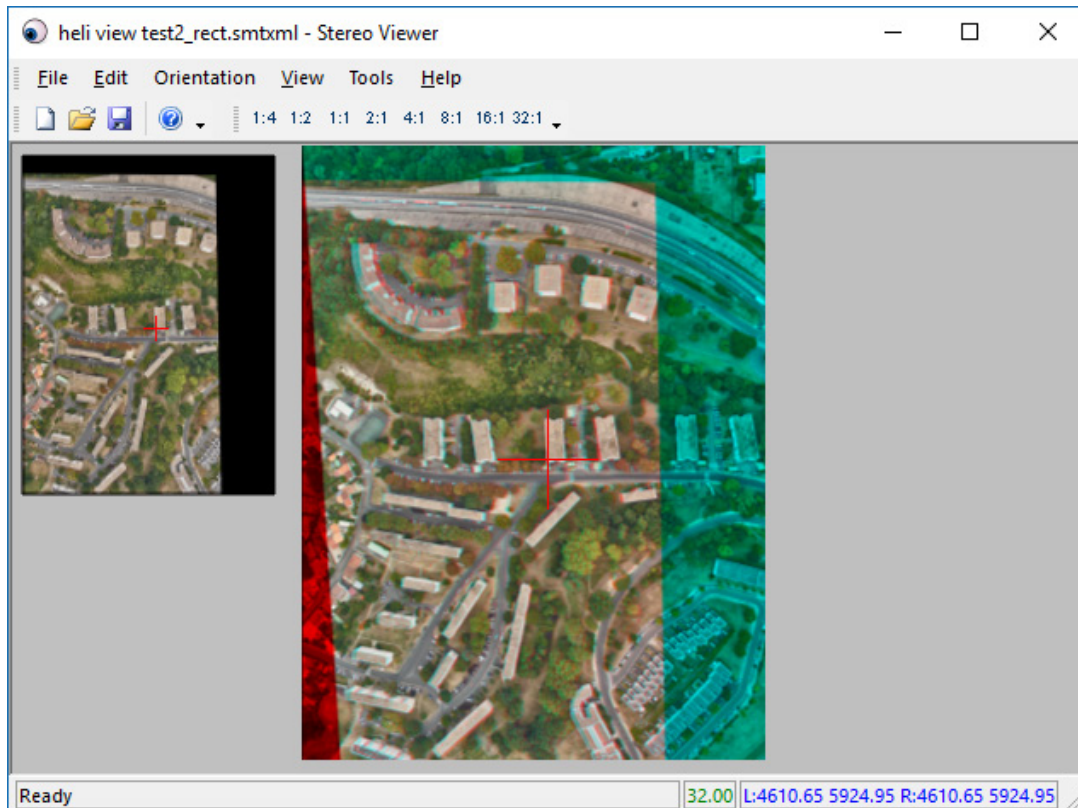 heli view test2_rect.smtxml - Stereo Viewer
File Edit Orientation View Tools Help
1:4 1:2 1:1 2:1 4:1 8:1 16:1 32:1
Ready 32.00 L:4610.65 5924.95 R:4610.65 5924.95